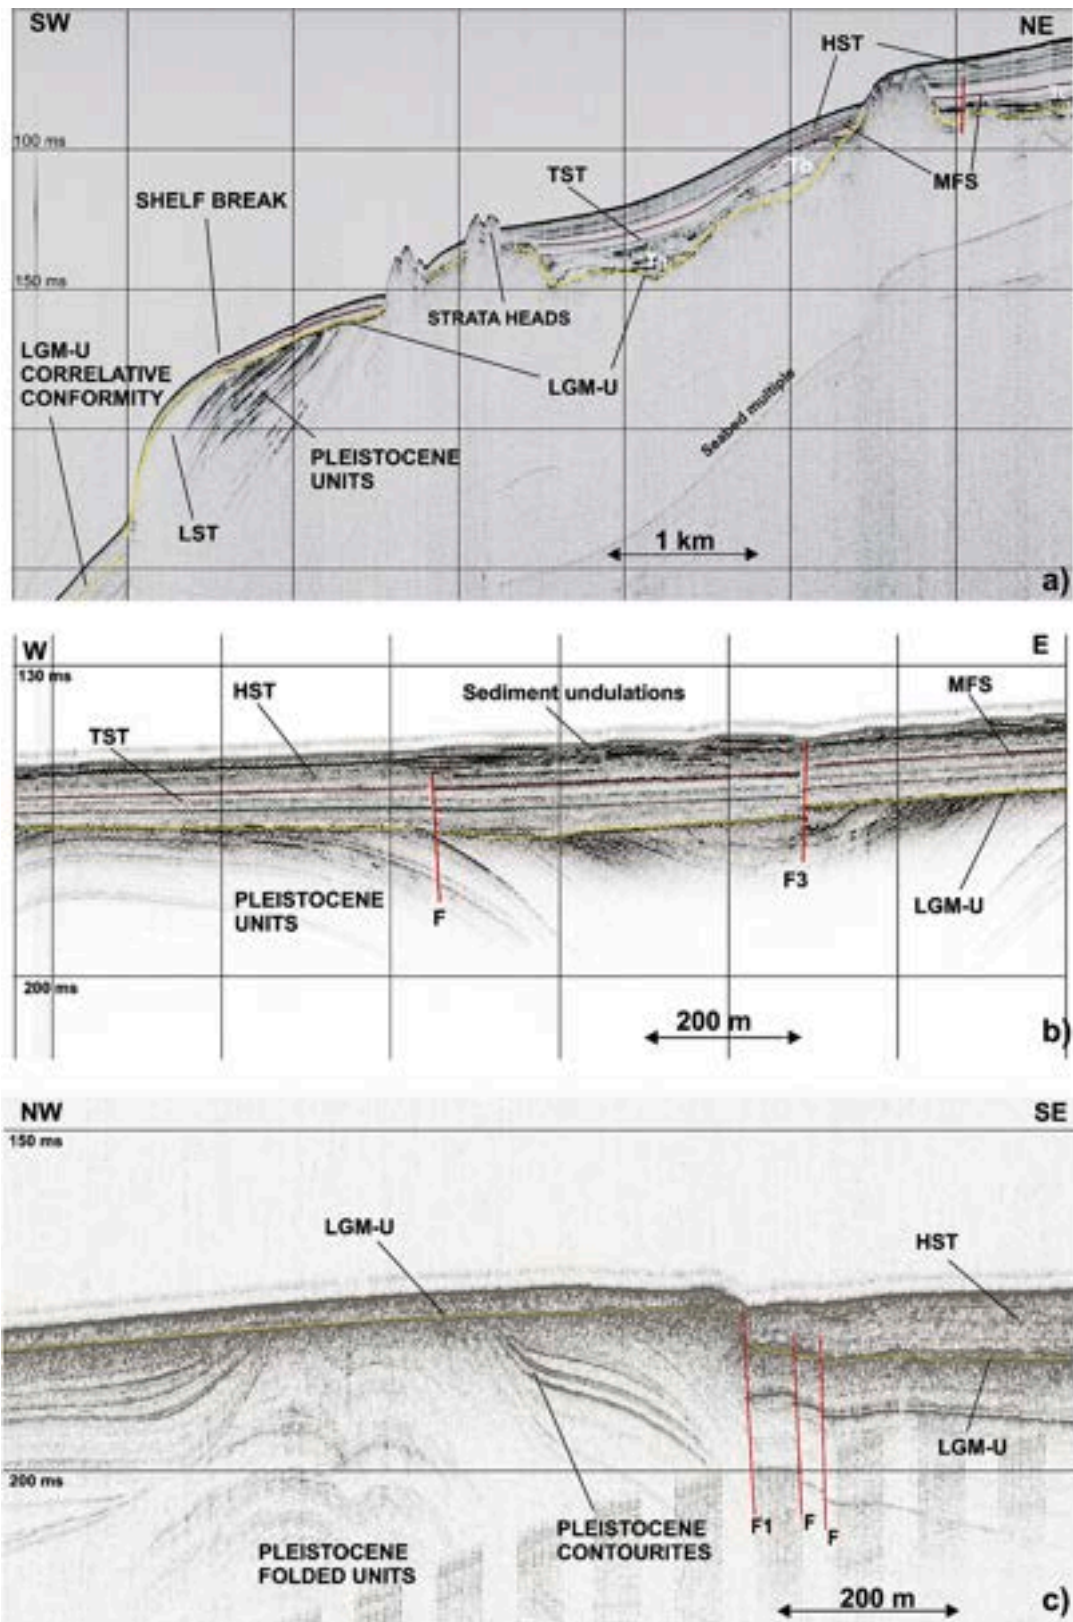 SW
NE
HST
100 ms
TST
MFS
SHELF BREAK
150 ms
STRATA HEADS
LGM-U
CORRELATIVE
CONFORMITY
LGM-U
Seabed multiple
PLEISTOCENE
UNITS
LST
1 km
a)
W
E
130 ms
HST
Sediment undulations
MFS
TST
F3
PLEISTOCENE
UNITS
F
LGM-U
200 ms
200 m
b)
NW
SE
150 ms
LGM-U
HST
LGM-U
200 ms
F1
F
F
PLEISTOCENE
CONTOURITES
PLEISTOCENE
FOLDED UNITS
200 m
c)